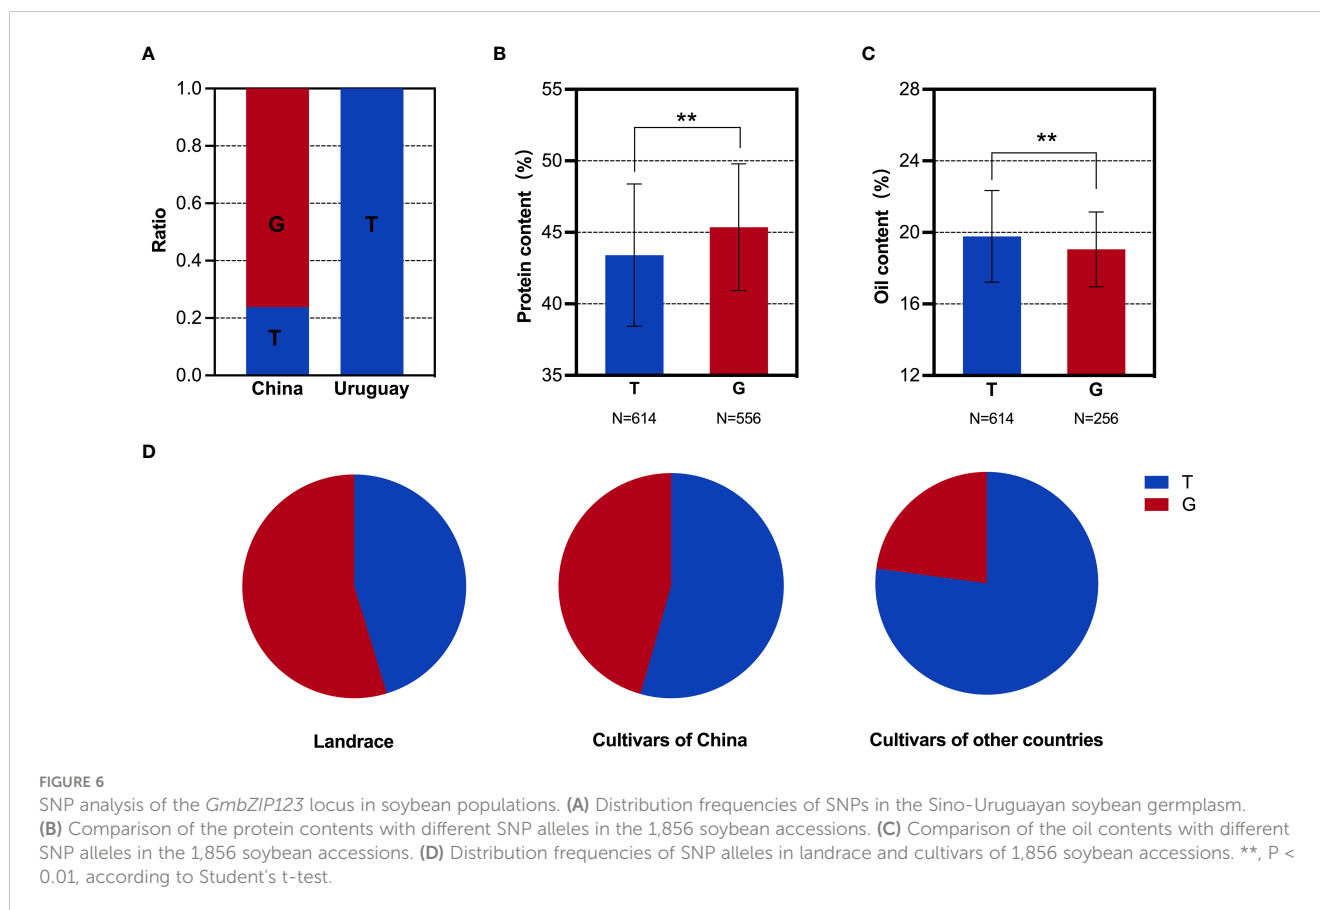 A
B
C
1.0
0.8
0.6
0.4
0.2
0.0
Ratio
G
T
T
China Uruguay
55
50
45
40
35
Protein content (%)
**
T G
N=614 N=556
28
24
20
16
12
Oil content (%)
**
T G
N=614 N=256
D
T
G
Landrace
Cultivars of China
Cultivars of other countries
FIGURE 6
SNP analysis of the GmbZIP123 locus in soybean populations. (A) Distribution frequencies of SNPs in the Sino-Uruguayan soybean germplasm.
(B) Comparison of the protein contents with different SNP alleles in the 1,856 soybean accessions. (C) Comparison of the oil contents with different
SNP alleles in the 1,856 soybean accessions. (D) Distribution frequencies of SNP alleles in landrace and cultivars of 1,856 soybean accessions. **, P <
0.01, according to Student's t-test.